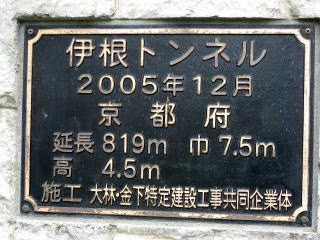 伊根トンネル
2005年12月
京都府
延長 819m 巾 7.5m
高 4.5m
施工 大林・金下特定建設工事共同企業体